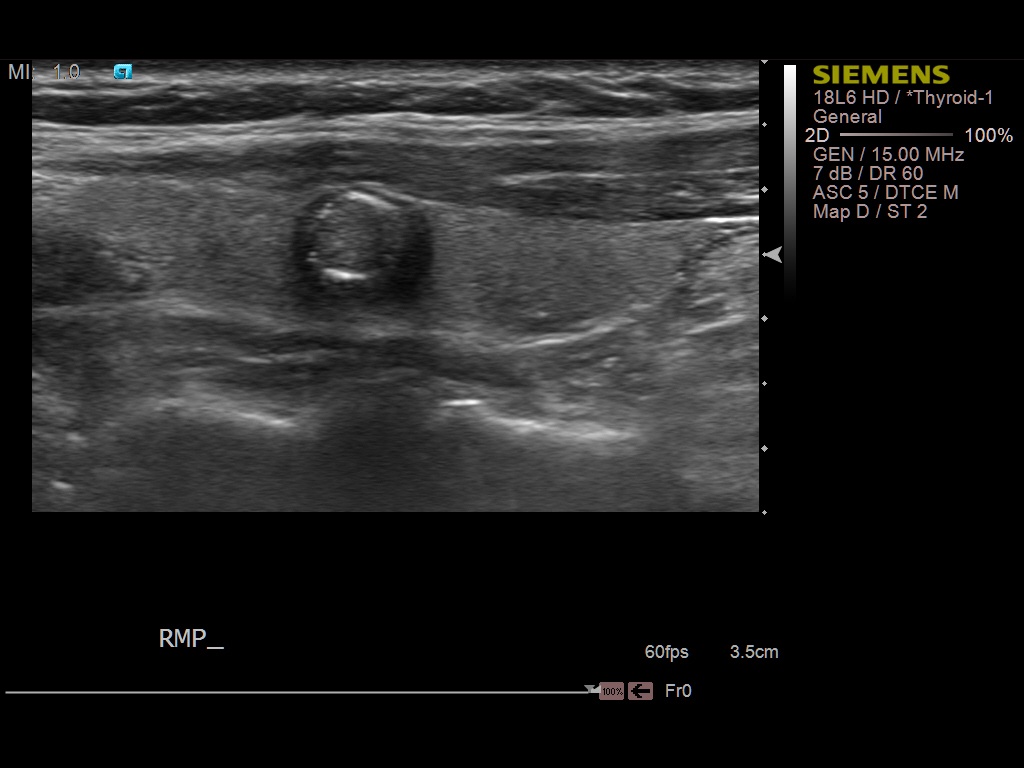 MI: 1.0
SIEMENS
18L6 HD / *Thyroid-1
General
2D 100%
GEN / 15.00 MHz
7 dB / DR 60
ASC 5 / DTCE M
Map D / ST 2
RMP_
60fps 3.5cm
100% Fr0